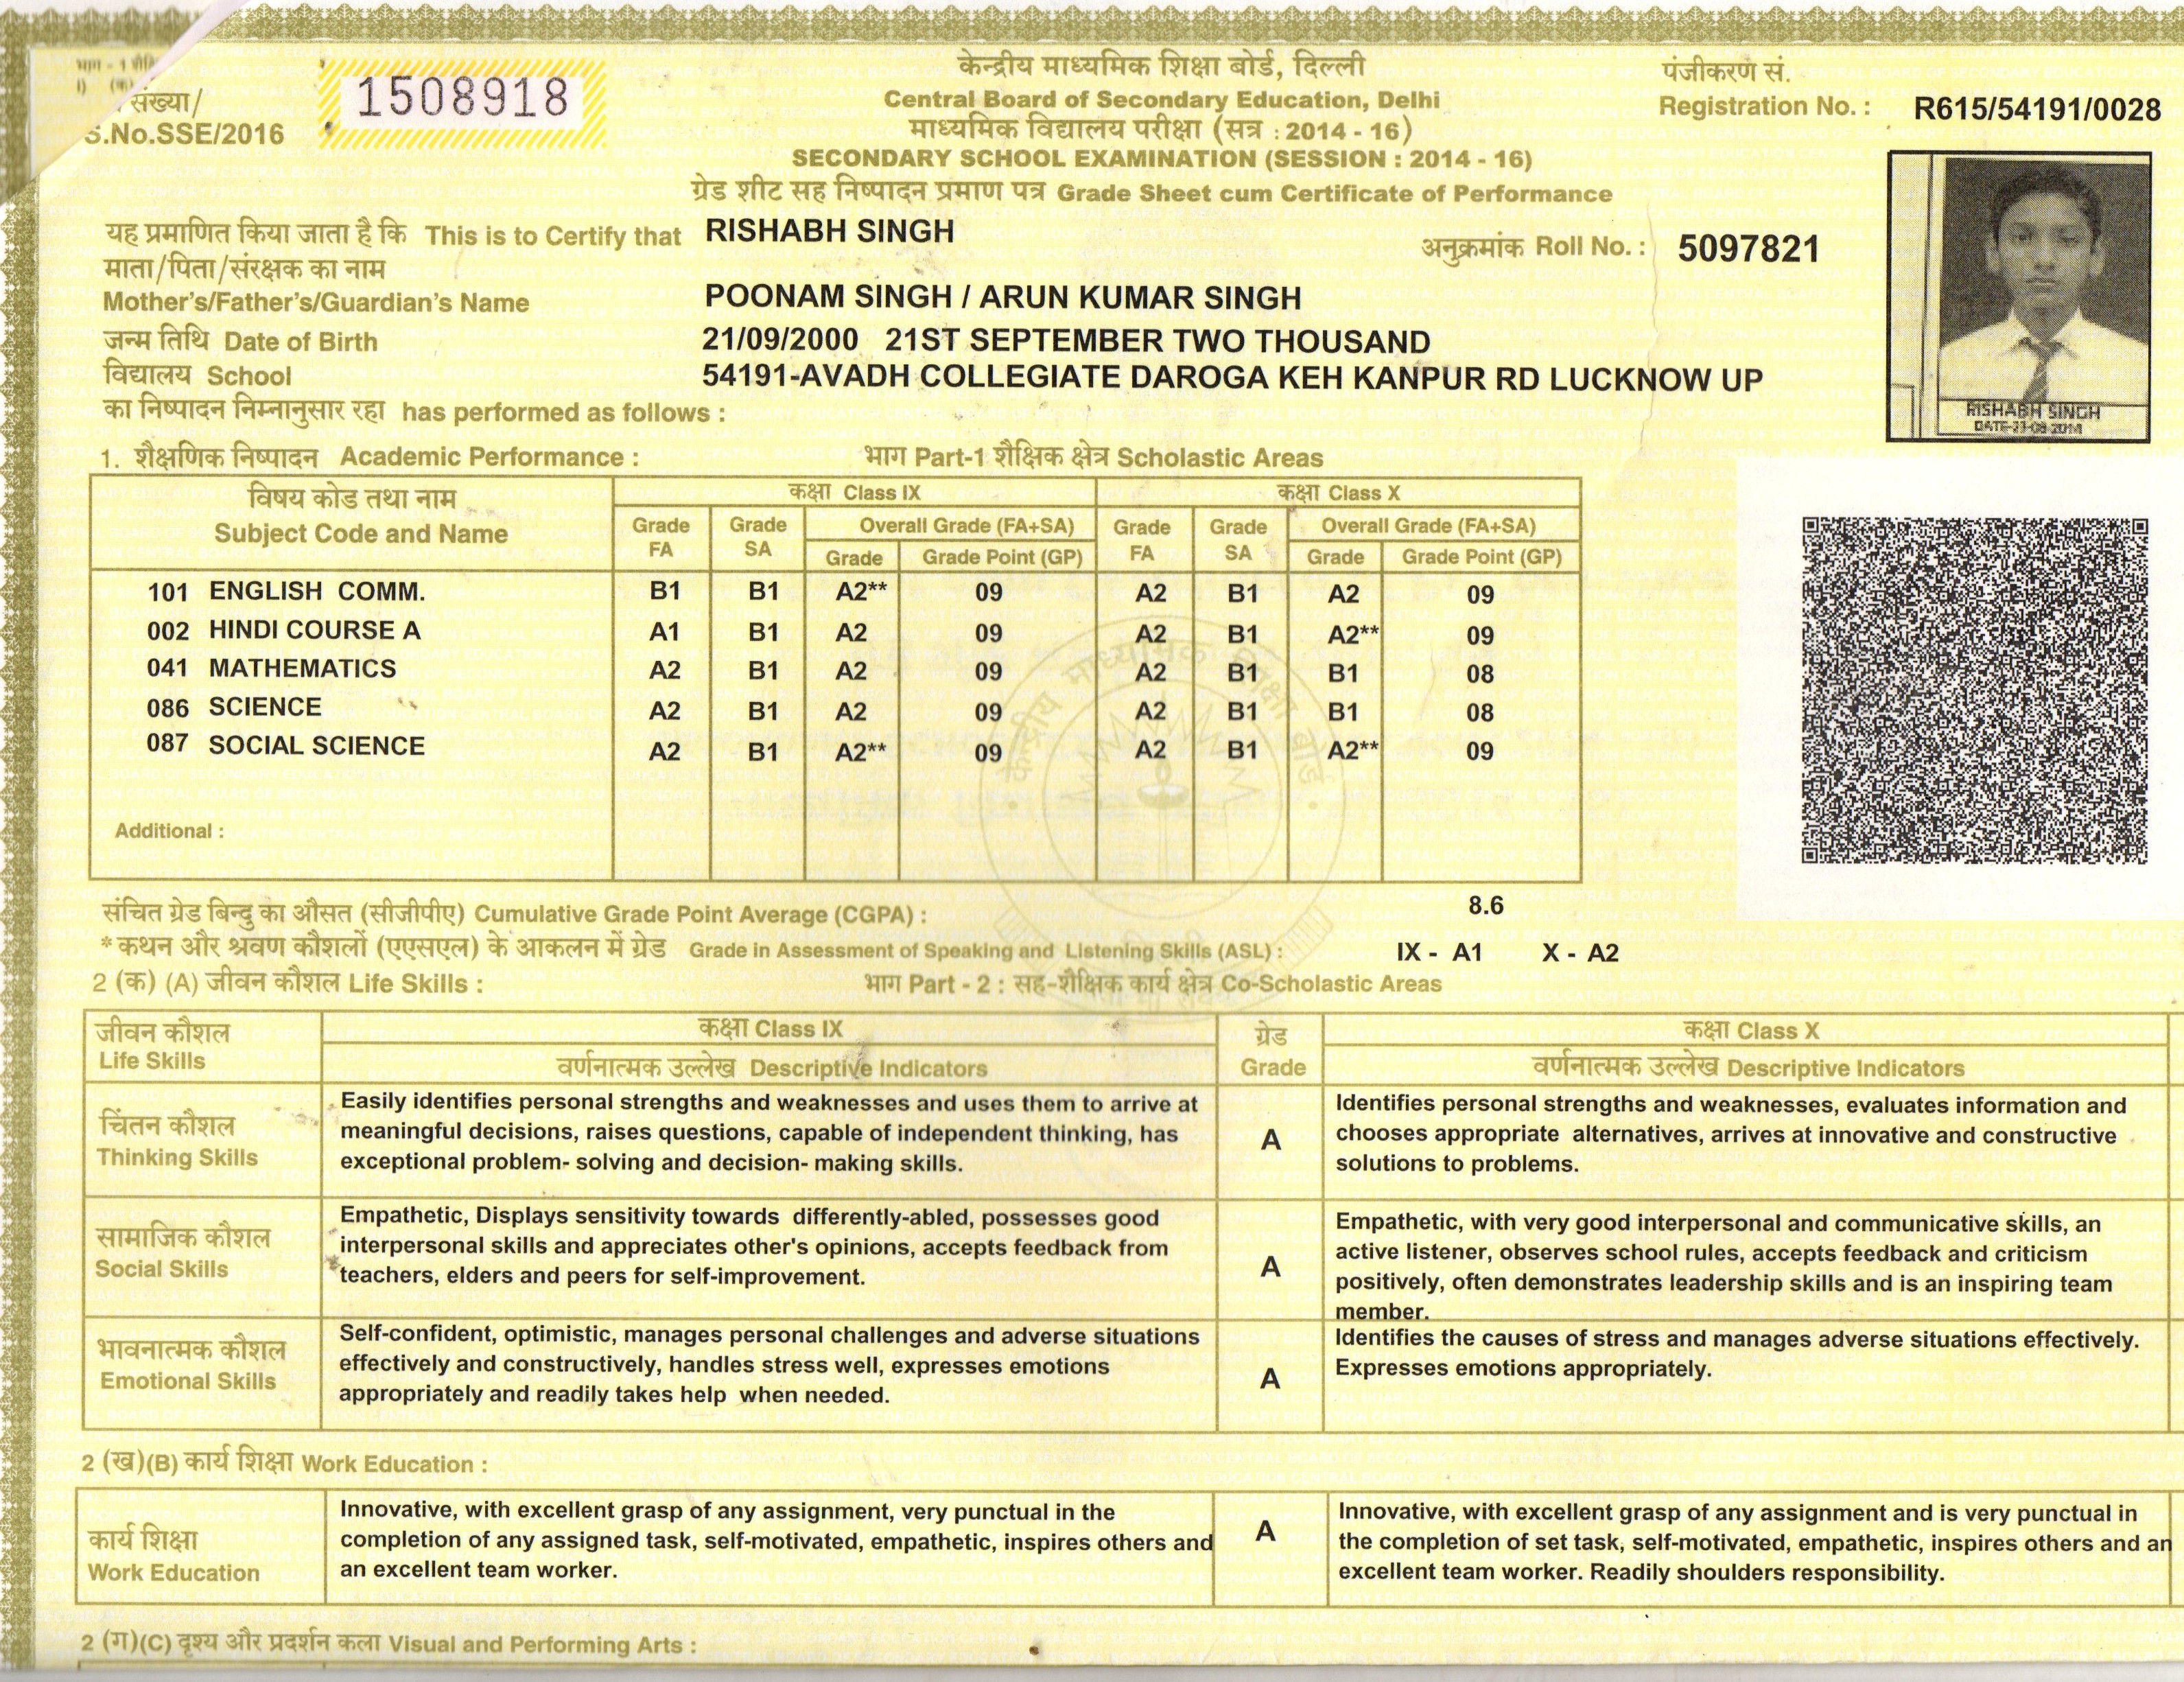 भाग - 1
संख्या/
S.No.SSE/2016
1508918
केन्द्रीय माध्यमिक शिक्षा बोर्ड, दिल्ली
Central Board of Secondary Education, Delhi
माध्यमिक विद्यालय परीक्षा (सत्र : 2014 - 16)
SECONDARY SCHOOL EXAMINATION (SESSION : 2014 - 16)
ग्रेड शीट सह निष्पादन प्रमाण पत्र Grade Sheet cum Certificate of Performance
पंजीकरण सं.
Registration No. : R615/54191/0028
यह प्रमाणित किया जाता है कि This is to Certify that RISHABH SINGH
अनुक्रमांक Roll No. : 5097821
माता/पिता/संरक्षक का नाम
Mother's/Father's/Guardian's Name POONAM SINGH / ARUN KUMAR SINGH
जन्म तिथि Date of Birth 21/09/2000 21ST SEPTEMBER TWO THOUSAND
विद्यालय School 54191-AVADH COLLEGIATE DAROGA KEH KANPUR RD LUCKNOW UP
का निष्पादन निम्नानुसार रहा has performed as follows :
RISHABH SINGH
DATE-23-08-2014
1. शैक्षणिक निष्पादन Academic Performance : भाग Part-1 शैक्षिक क्षेत्र Scholastic Areas
विषय कोड तथा नाम कक्षा Class IX कक्षा Class X
Subject Code and Name Grade FA Grade SA Overall Grade (FA+SA) Grade FA Grade SA Overall Grade (FA+SA)
Grade Grade Point (GP) Grade Grade Point (GP)
101 ENGLISH COMM. B1 B1 A2** 09 A2 B1 A2 09
002 HINDI COURSE A A1 B1 A2 09 A2 B1 A2** 09
041 MATHEMATICS A2 B1 A2 09 A2 B1 B1 08
086 SCIENCE A2 B1 A2 09 A2 B1 B1 08
087 SOCIAL SCIENCE A2 B1 A2** 09 A2 B1 A2** 09
Additional :
संचित ग्रेड बिन्दु का औसत (सीजीपीए) Cumulative Grade Point Average (CGPA) : 8.6
*कथन और श्रवण कौशलों (एएसएल) के आकलन में ग्रेड Grade in Assessment of Speaking and Listening Skills (ASL) : IX - A1 X - A2
2 (क) (A) जीवन कौशल Life Skills : भाग Part - 2 : सह-शैक्षिक कार्य क्षेत्र Co-Scholastic Areas
जीवन कौशल
Life Skills
कक्षा Class IX
वर्णनात्मक उल्लेख Descriptive Indicators
ग्रेड
Grade
कक्षा Class X
वर्णनात्मक उल्लेख Descriptive Indicators
चिंतन कौशल
Thinking Skills
Easily identifies personal strengths and weaknesses and uses them to arrive at
meaningful decisions, raises questions, capable of independent thinking, has
exceptional problem- solving and decision- making skills.
A
Identifies personal strengths and weaknesses, evaluates information and
chooses appropriate alternatives, arrives at innovative and constructive
solutions to problems.
सामाजिक कौशल
Social Skills
Empathetic, Displays sensitivity towards differently-abled, possesses good
interpersonal skills and appreciates other's opinions, accepts feedback from
teachers, elders and peers for self-improvement.
A
Empathetic, with very good interpersonal and communicative skills, an
active listener, observes school rules, accepts feedback and criticism
positively, often demonstrates leadership skills and is an inspiring team
member.
भावनात्मक कौशल
Emotional Skills
Self-confident, optimistic, manages personal challenges and adverse situations
effectively and constructively, handles stress well, expresses emotions
appropriately and readily takes help when needed.
A
Identifies the causes of stress and manages adverse situations effectively.
Expresses emotions appropriately.
2 (ख)(B) कार्य शिक्षा Work Education :
कार्य शिक्षा
Work Education
Innovative, with excellent grasp of any assignment, very punctual in the
completion of any assigned task, self-motivated, empathetic, inspires others and
an excellent team worker.
A
Innovative, with excellent grasp of any assignment and is very punctual in
the completion of set task, self-motivated, empathetic, inspires others and an
excellent team worker. Readily shoulders responsibility.
2 (ग)(C) दृश्य और प्रदर्शन कला Visual and Performing Arts :